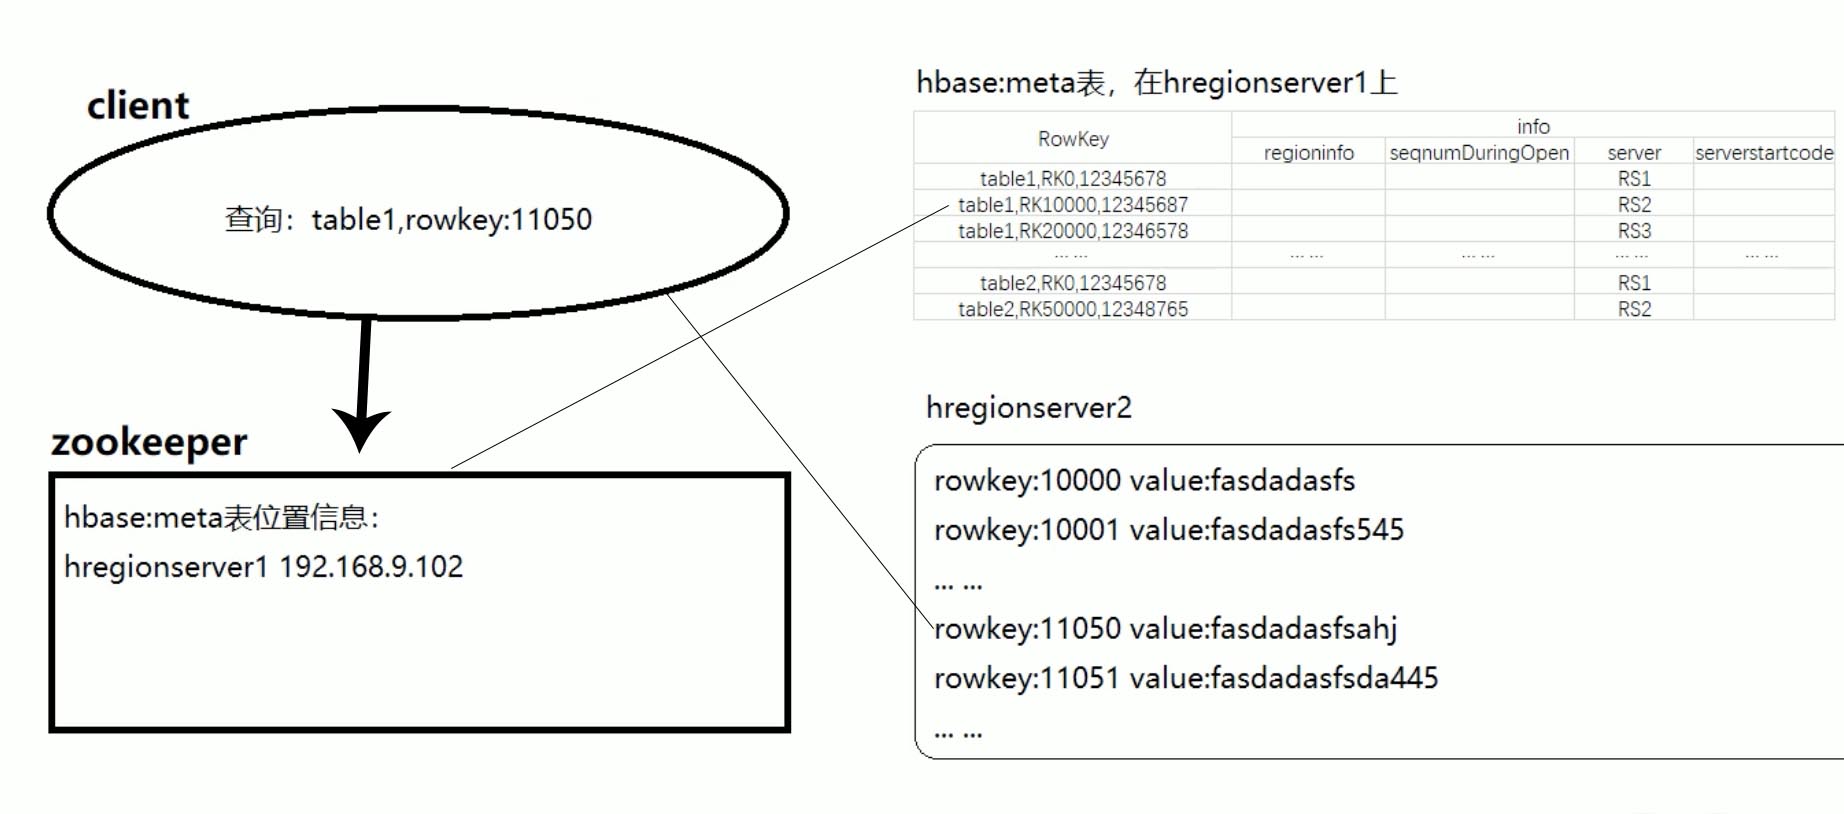 client
查询：table1,rowkey:11050
zookeeper
hbase:meta表位置信息：
hregionserver1 192.168.9.102
hbase:meta表，在hregionserver1上
RowKey info
regioninfo seqnumDuringOpen server serverstartcode
table1,RK0,12345678 RS1
table1,RK10000,12345687 RS2
table1,RK20000,12346578 RS3
... ... ... ... ... ... ... ... ... ...
table2,RK0,12345678 RS1
table2,RK50000,12348765 RS2
hregionserver2
rowkey:10000 value:fasdadasfs
rowkey:10001 value:fasdadasfs545
... ...
rowkey:11050 value:fasdadasfsahj
rowkey:11051 value:fasdadasfsda445
... ...